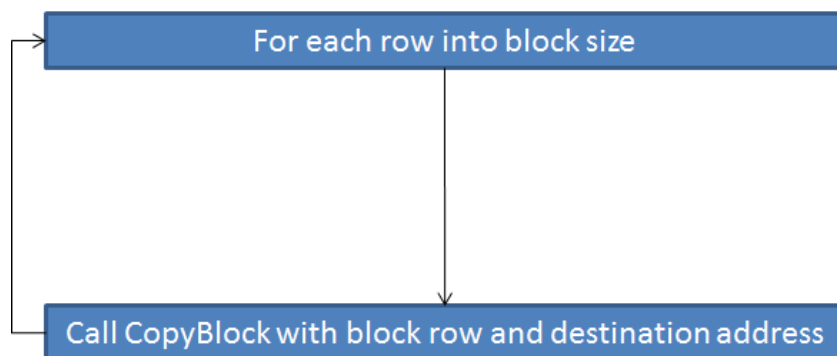 For each row into block size
Call CopyBlock with block row and destination address